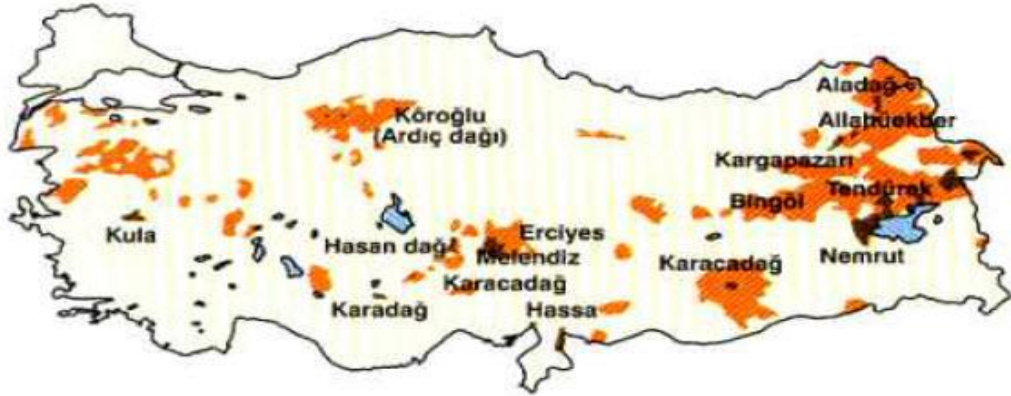 Aladağ
Köroğlu
(Ardıç dağı)
Allahüekber
Kargapazarı
Tendürek
Bingöl
Kula
Hasan dağı
Erciyes
Melendiz
Karacadağ
Nemrut
Karacadağ
Karadağ
Hassa